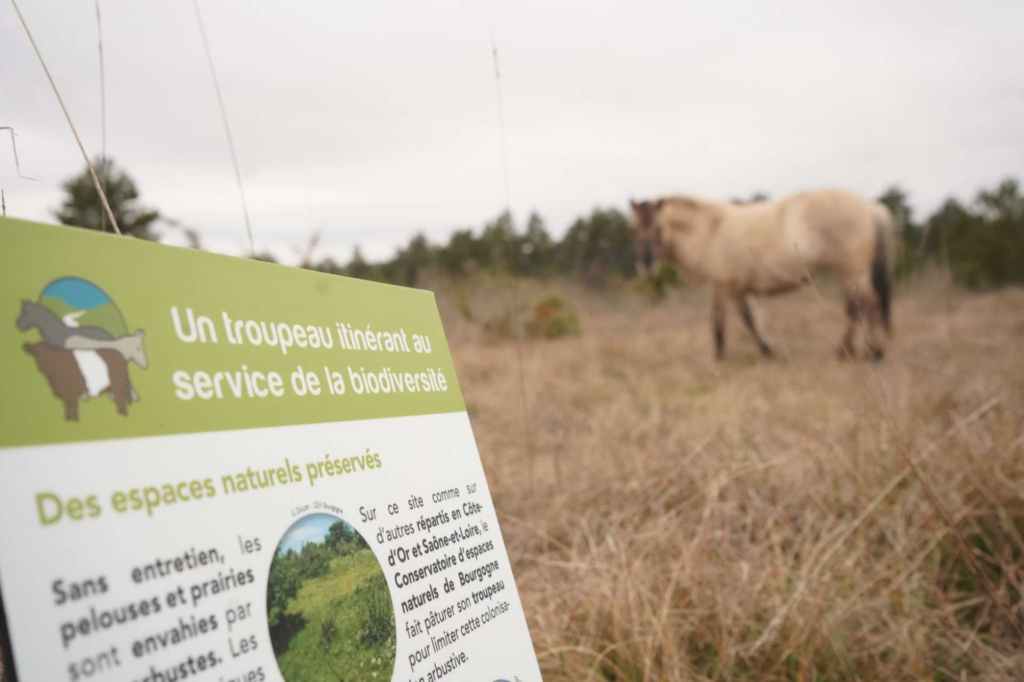 Un troupeau itinérant au
service de la biodiversité
Des espaces naturels préservés
Sans entretien, les
pelouses et prairies
sont envahies par
arbustes. Les
Sur ce site comme sur
d'autres répartis en Côte-
d'Or et Saône-et-Loire, le
Conservatoire d'espaces
naturels de Bourgogne
fait pâturer son troupeau
pour limiter cette colonisa-
arbustive.